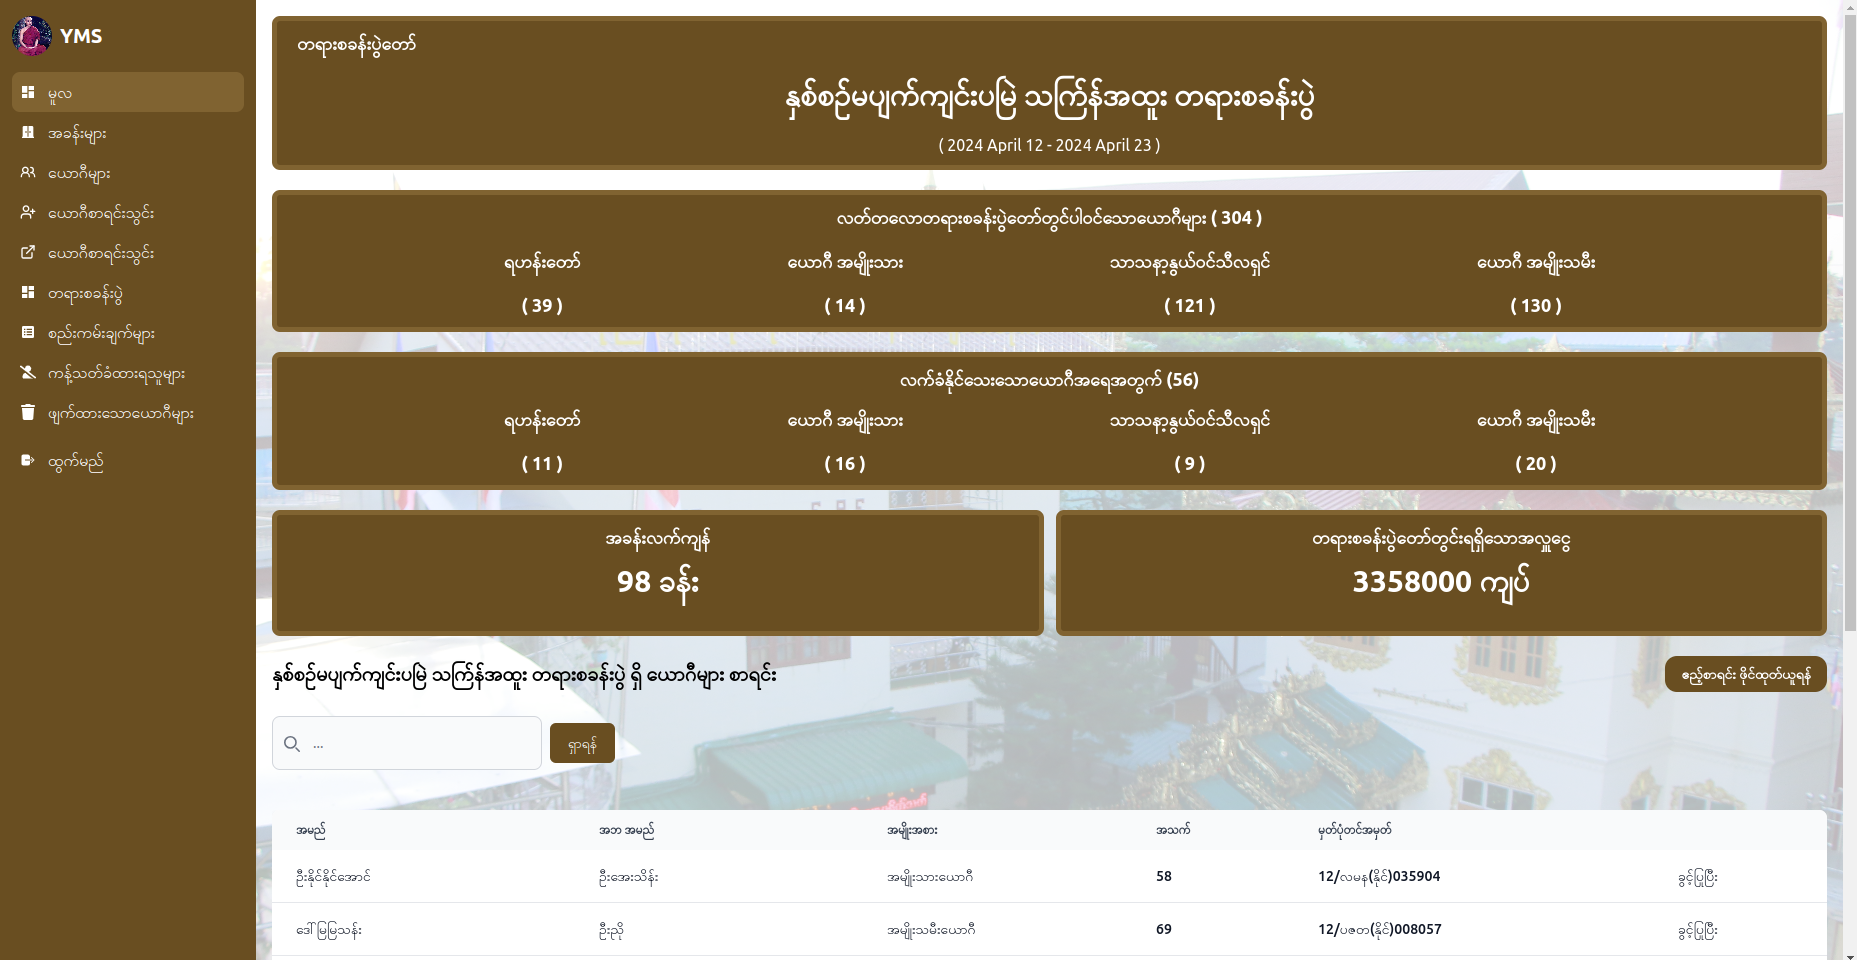 YMS
မူလ
အခန်းများ
ယောဂီများ
ယောဂီစာရင်းသွင်း
ယောဂီစာရင်းသွင်း
တရားစခန်းပွဲ
စည်းကမ်းချက်များ
ကန့်သတ်ခံထားရသူများ
ဖျက်ထားသောယောဂီများ
ထွက်မည်
တရားစခန်းပွဲတော်
နှစ်စဉ်မပျက်ကျင်းပမြဲ သင်္ကြန်အထူး တရားစခန်းပွဲ
( 2024 April 12 - 2024 April 23 )
လတ်တလောတရားစခန်းပွဲတော်တွင်ပါဝင်သောယောဂီများ ( 304 )
ရဟန်းတော် ယောဂီ အမျိုးသား သာသနာ့နွယ်ဝင်သီလရှင် ယောဂီ အမျိုးသမီး
( 39 ) ( 14 ) ( 121 ) ( 130 )
လက်ခံနိုင်သေးသောယောဂီအရေအတွက် (56)
ရဟန်းတော် ယောဂီ အမျိုးသား သာသနာ့နွယ်ဝင်သီလရှင် ယောဂီ အမျိုးသမီး
( 11 ) ( 16 ) ( 9 ) ( 20 )
အခန်းလက်ကျန်
98 ခန်း
တရားစခန်းပွဲတော်တွင်းရရှိသောအလှူငွေ
3358000 ကျပ်
နှစ်စဉ်မပျက်ကျင်းပမြဲ သင်္ကြန်အထူး တရားစခန်းပွဲ ရှိ ယောဂီများ စာရင်း
ဧည့်စာရင်း ဖိုင်ထုတ်ယူရန်
...
ရှာရန်
အမည် အဘ အမည် အမျိုးအစား အသက် မှတ်ပုံတင်အမှတ်
ဦးနိုင်နိုင်အောင် ဦးအေးသိန်း အမျိုးသားယောဂီ 58 12/လမန(နိုင်)035904 ခွင့်ပြုပြီး
ဒေါ်မြမြသန်း ဦးညို အမျိုးသမီးယောဂီ 69 12/ပဇတ(နိုင်)008057 ခွင့်ပြုပြီး